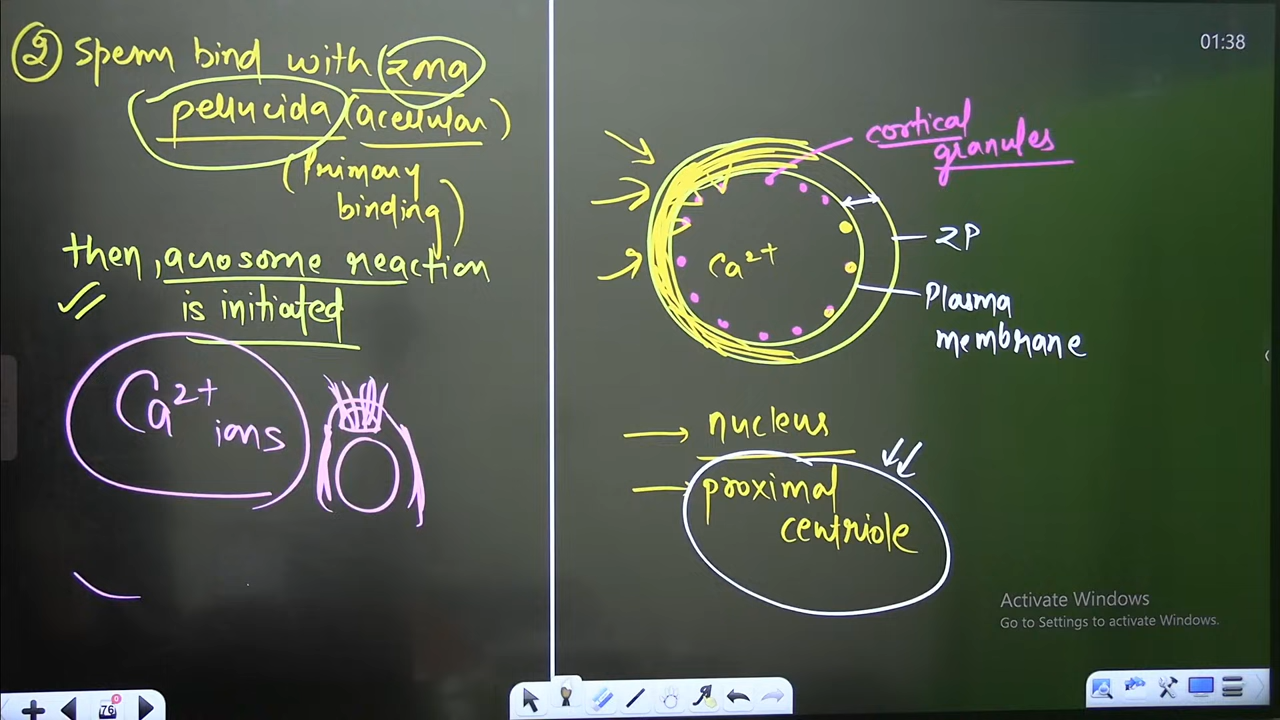 2 Sperm bind with zona
pellucida (acellular)
(Primary
binding)
then, acrosome reaction
is initiated
Ca²⁺
ions
01:38
cortical
granules
Ca²⁺
ZP
Plasma
membrane
nucleus
proximal
centriole
Activate Windows
Go to Settings to activate Windows.
76